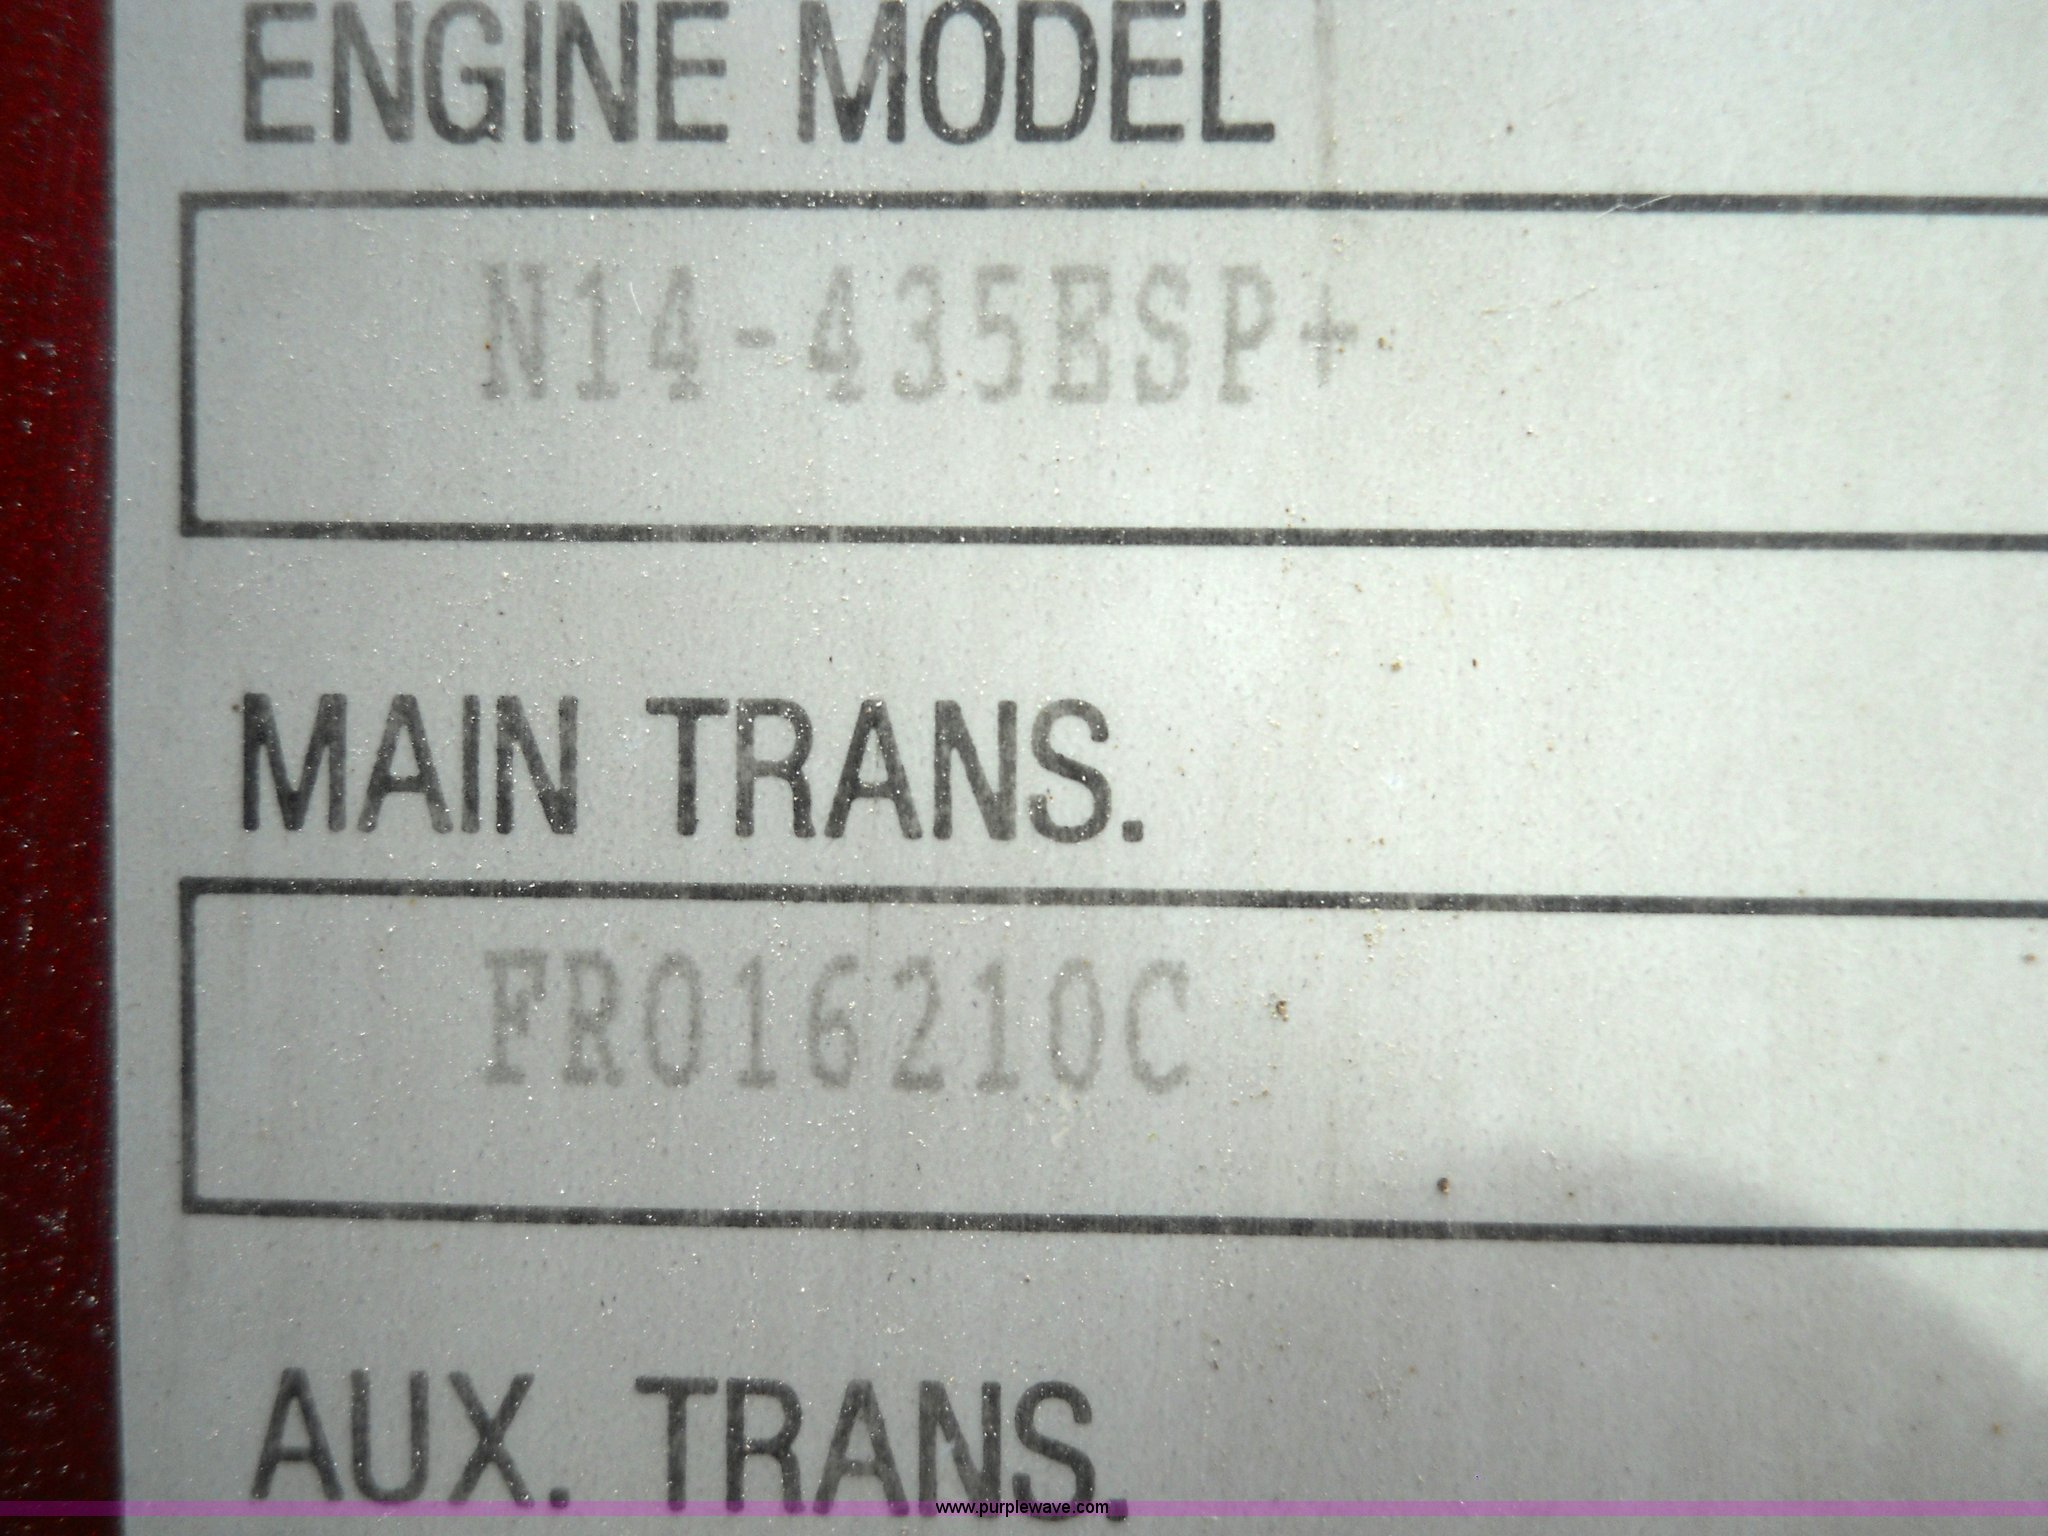 ENGINE MODEL
N14-435ESP+
MAIN TRANS.
FRO16210C
AUX. TRANS.
www.purplewave.com